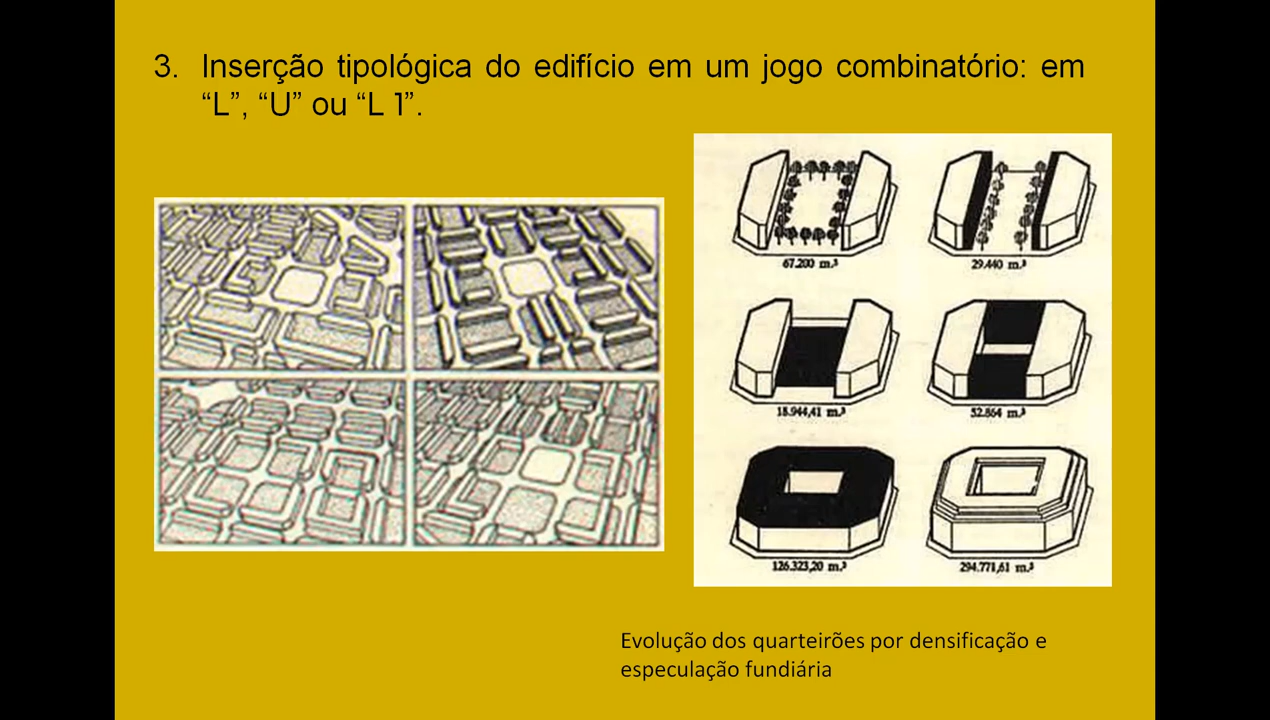 3. Inserção tipológica do edifício em um jogo combinatório: em
“L”, “U” ou “L 1”.
67.200 m.³
29.440 m.³
18.944,41 m.³
52.864 m.³
126.323,20 m.³
294.771,61 m.³
Evolução dos quarteirões por densificação e
especulação fundiária